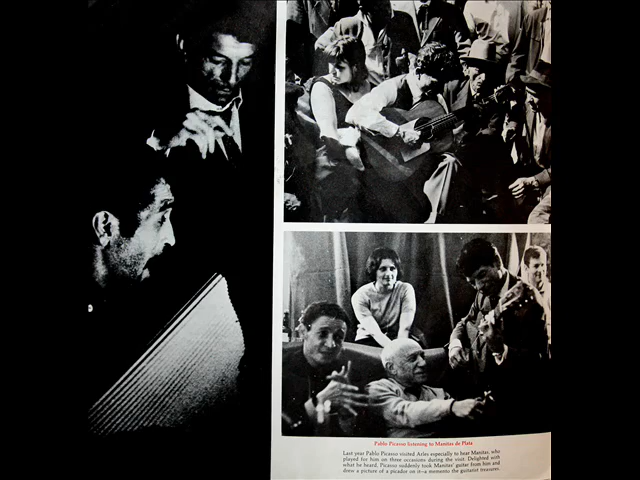 Pablo Picasso listening to Manitas de Plata
Last year Pablo Picasso visited Arles especially to hear Manitas, who
played for him on three occasions during the visit. Delighted with
what he heard, Picasso suddenly took Manitas' guitar from him and
drew a picture of a picador on it—a memento the guitarist treasures.